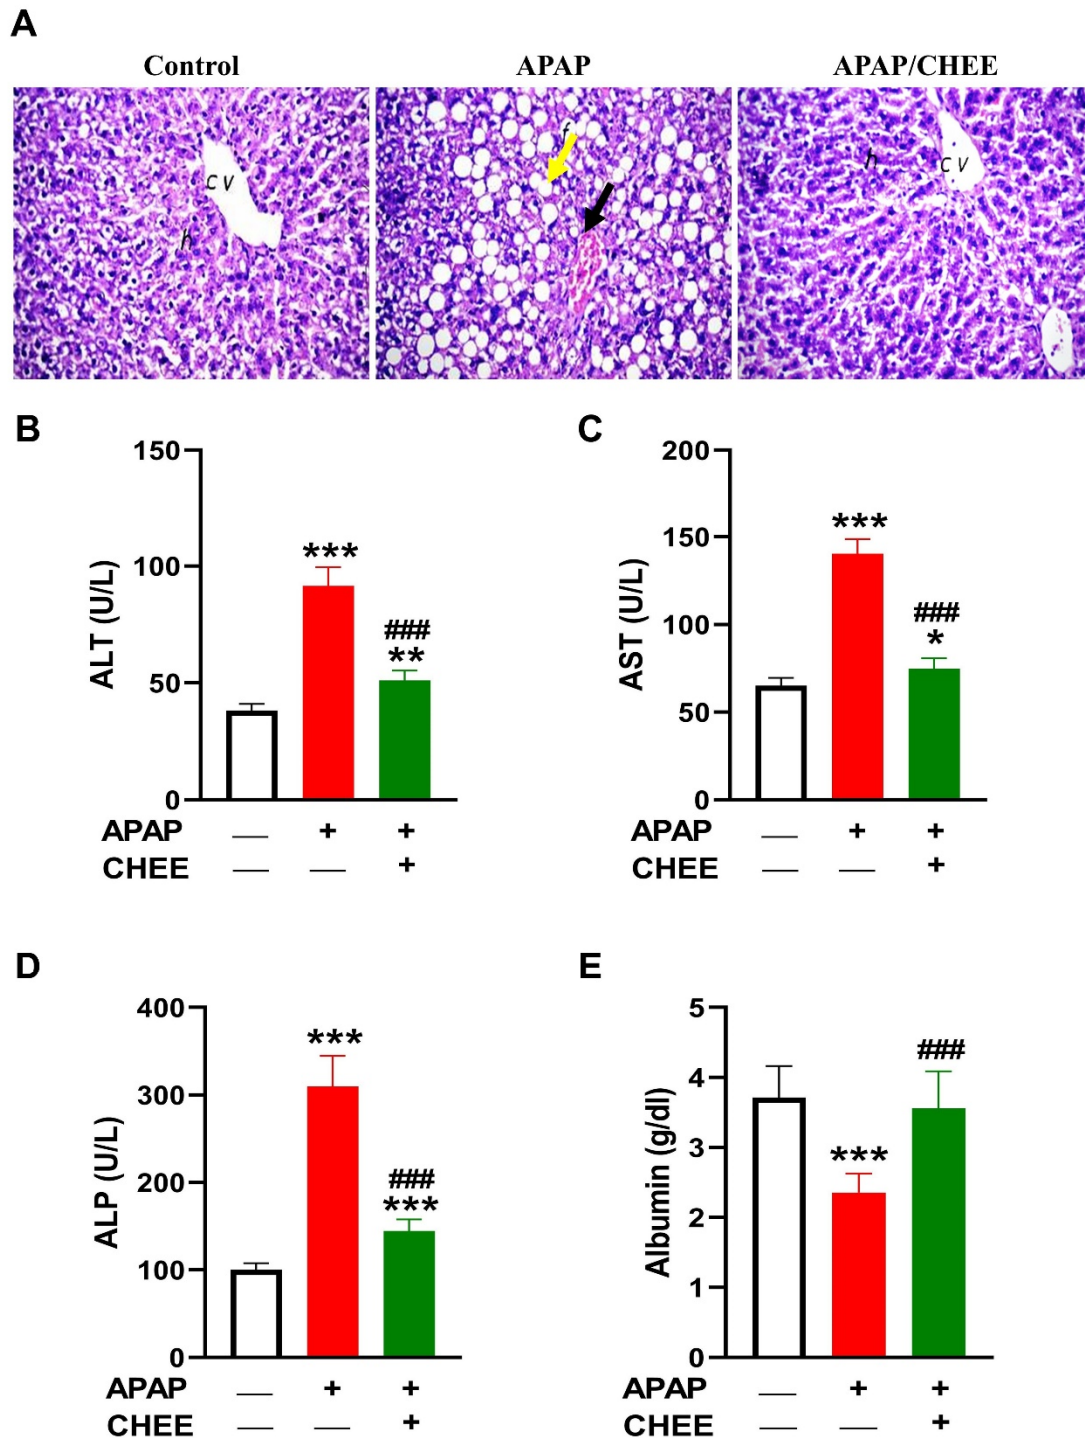 A
Control APAP APAP/CHEE
c v
h
f
h
c v
B
150
100
50
0
ALT (U/L)
***
###
**
APAP — + +
CHEE — — +
C
200
150
100
50
0
AST (U/L)
***
###
*
APAP — + +
CHEE — — +
D
400
300
200
100
0
ALP (U/L)
***
###
***
APAP — + +
CHEE — — +
E
5
4
3
2
1
0
Albumin (g/dl)
***
###
APAP — + +
CHEE — — +